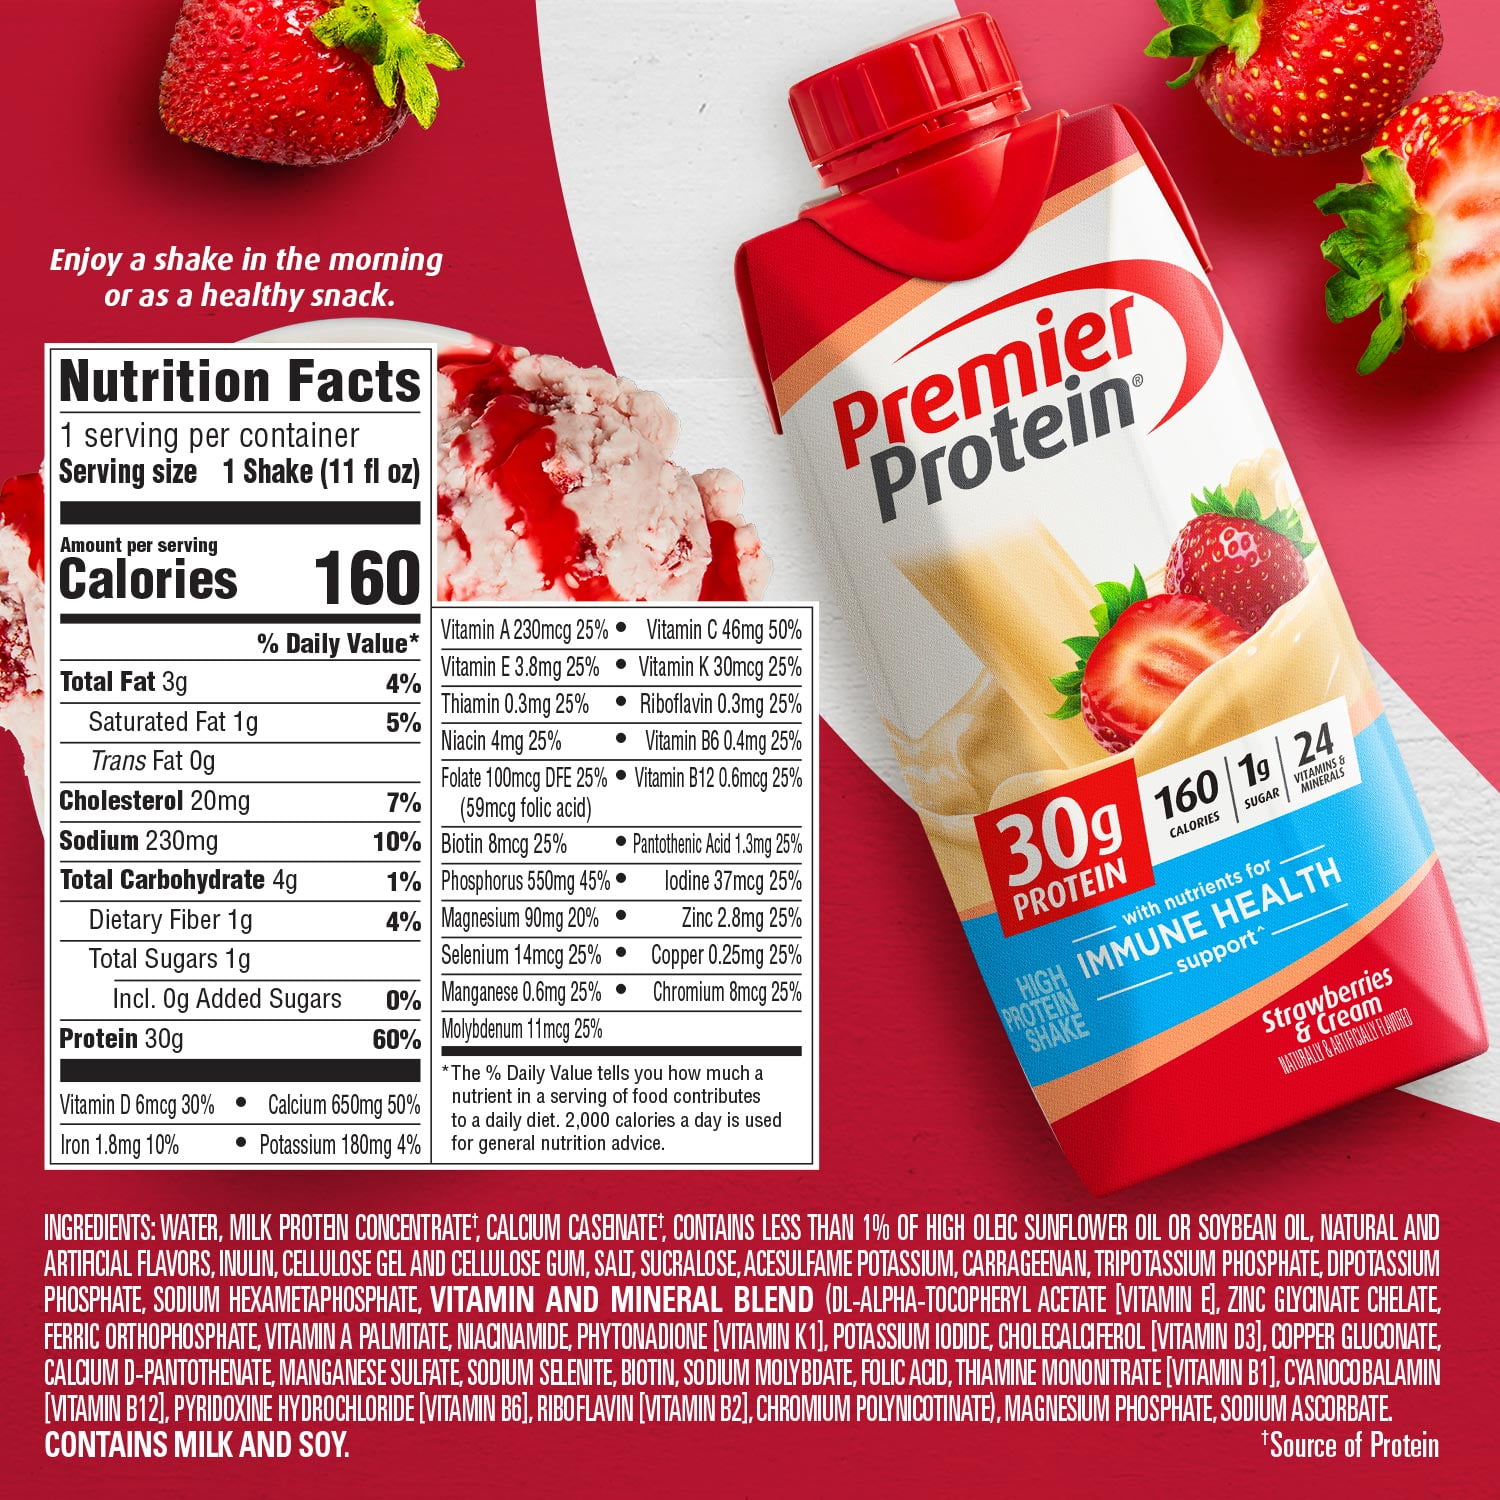 Enjoy a shake in the morning
or as a healthy snack.
Nutrition Facts
1 serving per container
Serving size 1 Shake (11 fl oz)
Amount per serving
Calories 160
% Daily Value*
Total Fat 3g 4%
Saturated Fat 1g 5%
Trans Fat 0g
Cholesterol 20mg 7%
Sodium 230mg 10%
Total Carbohydrate 4g 1%
Dietary Fiber 1g 4%
Total Sugars 1g
Incl. 0g Added Sugars 0%
Protein 30g 60%
Vitamin D 6mcg 30% • Calcium 650mg 50%
Iron 1.8mg 10% • Potassium 180mg 4%
Vitamin A 230mcg 25% • Vitamin C 46mg 50%
Vitamin E 3.8mg 25% • Vitamin K 30mcg 25%
Thiamin 0.3mg 25% • Riboflavin 0.3mg 25%
Niacin 4mg 25% • Vitamin B6 0.4mg 25%
Folate 100mcg DFE 25% • Vitamin B12 0.6mcg 25%
(59mcg folic acid)
Biotin 8mcg 25% • Pantothenic Acid 1.3mg 25%
Phosphorus 550mg 45% • Iodine 37mcg 25%
Magnesium 90mg 20% • Zinc 2.8mg 25%
Selenium 14mcg 25% • Copper 0.25mg 25%
Manganese 0.6mg 25% • Chromium 8mcg 25%
Molybdenum 11mcg 25%
*The % Daily Value tells you how much a
nutrient in a serving of food contributes
to a daily diet. 2,000 calories a day is used
for general nutrition advice.
Premier
Protein®
30g
PROTEIN
160
CALORIES
1g
SUGAR
24
VITAMINS &
MINERALS
with nutrients for
IMMUNE HEALTH
support^
HIGH
PROTEIN
SHAKE
Strawberries
& Cream
NATURALLY & ARTIFICIALLY FLAVORED
INGREDIENTS: WATER, MILK PROTEIN CONCENTRATE†, CALCIUM CASEINATE†, CONTAINS LESS THAN 1% OF HIGH OLEIC SUNFLOWER OIL OR SOYBEAN OIL, NATURAL AND
ARTIFICIAL FLAVORS, INULIN, CELLULOSE GEL AND CELLULOSE GUM, SALT, SUCRALOSE, ACESULFAME POTASSIUM, CARRAGEENAN, TRIPOTASSIUM PHOSPHATE, DIPOTASSIUM
PHOSPHATE, SODIUM HEXAMETAPHOSPHATE, VITAMIN AND MINERAL BLEND (DL-ALPHA-TOCOPHERYL ACETATE [VITAMIN E], ZINC GLYCINATE CHELATE,
FERRIC ORTHOPHOSPHATE, VITAMIN A PALMITATE, NIACINAMIDE, PHYTONADIONE [VITAMIN K1], POTASSIUM IODIDE, CHOLECALCIFEROL [VITAMIN D3], COPPER GLUCONATE,
CALCIUM D-PANTOTHENATE, MANGANESE SULFATE, SODIUM SELENITE, BIOTIN, SODIUM MOLYBDATE, FOLIC ACID, THIAMINE MONONITRATE [VITAMIN B1], CYANOCOBALAMIN
[VITAMIN B12], PYRIDOXINE HYDROCHLORIDE [VITAMIN B6], RIBOFLAVIN [VITAMIN B2], CHROMIUM POLYNICOTINATE), MAGNESIUM PHOSPHATE, SODIUM ASCORBATE.
CONTAINS MILK AND SOY.
†Source of Protein